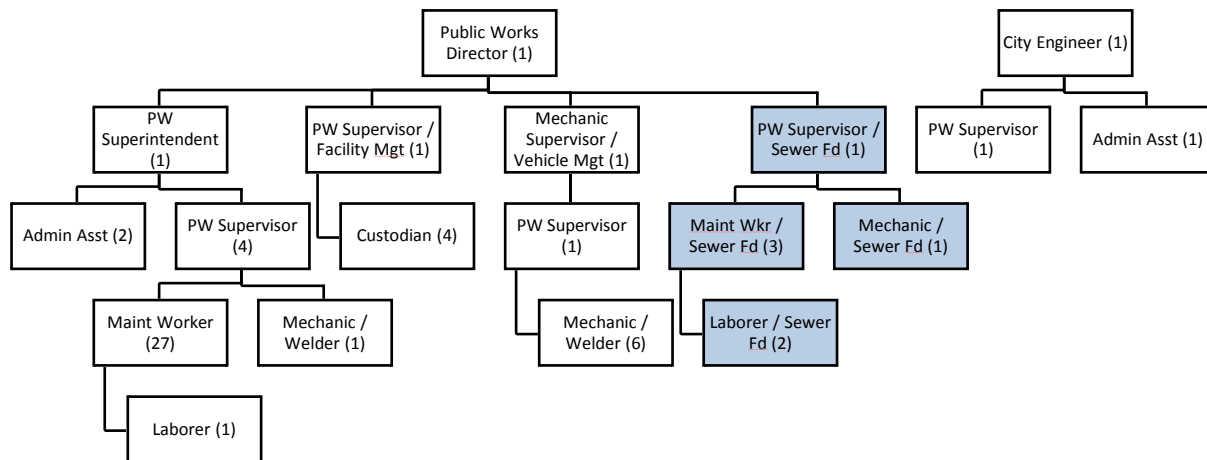 Public Works
Director (1)
City Engineer (1)
PW
Superintendent
(1)
PW Supervisor /
Facility Mgt (1)
Mechanic
Supervisor /
Vehicle Mgt (1)
PW Supervisor /
Sewer Fd (1)
PW Supervisor
(1)
Admin Asst (1)
Admin Asst (2)
PW Supervisor
(4)
Custodian (4)
PW Supervisor
(1)
Maint Wkr /
Sewer Fd (3)
Mechanic /
Sewer Fd (1)
Maint Worker
(27)
Mechanic /
Welder (1)
Mechanic /
Welder (6)
Laborer / Sewer
Fd (2)
Laborer (1)